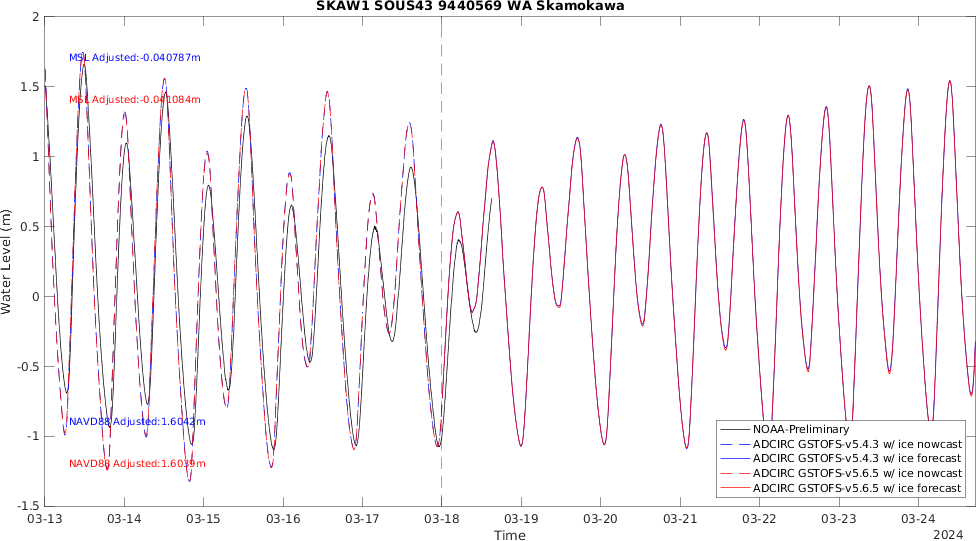 SKAW1 SOUS43 9440569 WA Skamokawa
2
1.5
1
0.5
0
-0.5
-1
-1.5
Water Level (m)
MSL Adjusted:-0.040787m
MSL Adjusted:-0.041084m
NAVD88 Adjusted:1.6042m
NAVD88 Adjusted:1.6039m
NOAA-Preliminary
ADCIRC GSTOFS-v5.4.3 w/ ice nowcast
ADCIRC GSTOFS-v5.4.3 w/ ice forecast
ADCIRC GSTOFS-v5.6.5 w/ ice nowcast
ADCIRC GSTOFS-v5.6.5 w/ ice forecast
03-13 03-14 03-15 03-16 03-17 03-18 03-19 03-20 03-21 03-22 03-23 03-24
Time
2024